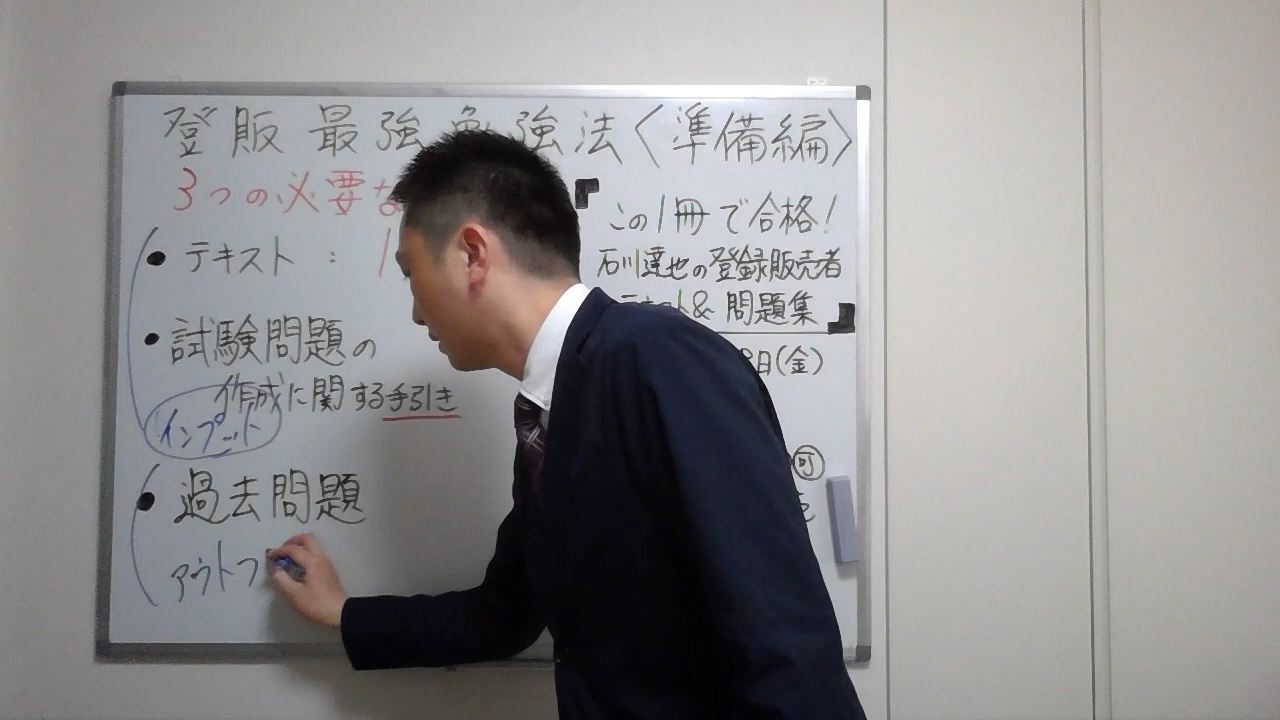 登販 最強 勉強法〈準備編〉
3つの必要な
・テキスト : 1
・試験問題の
作成に関する手引き
インプット
・過去問題
アウトプ
この1冊で合格!
石川達也の登録販売者
テキスト& 問題集
日(金)
可